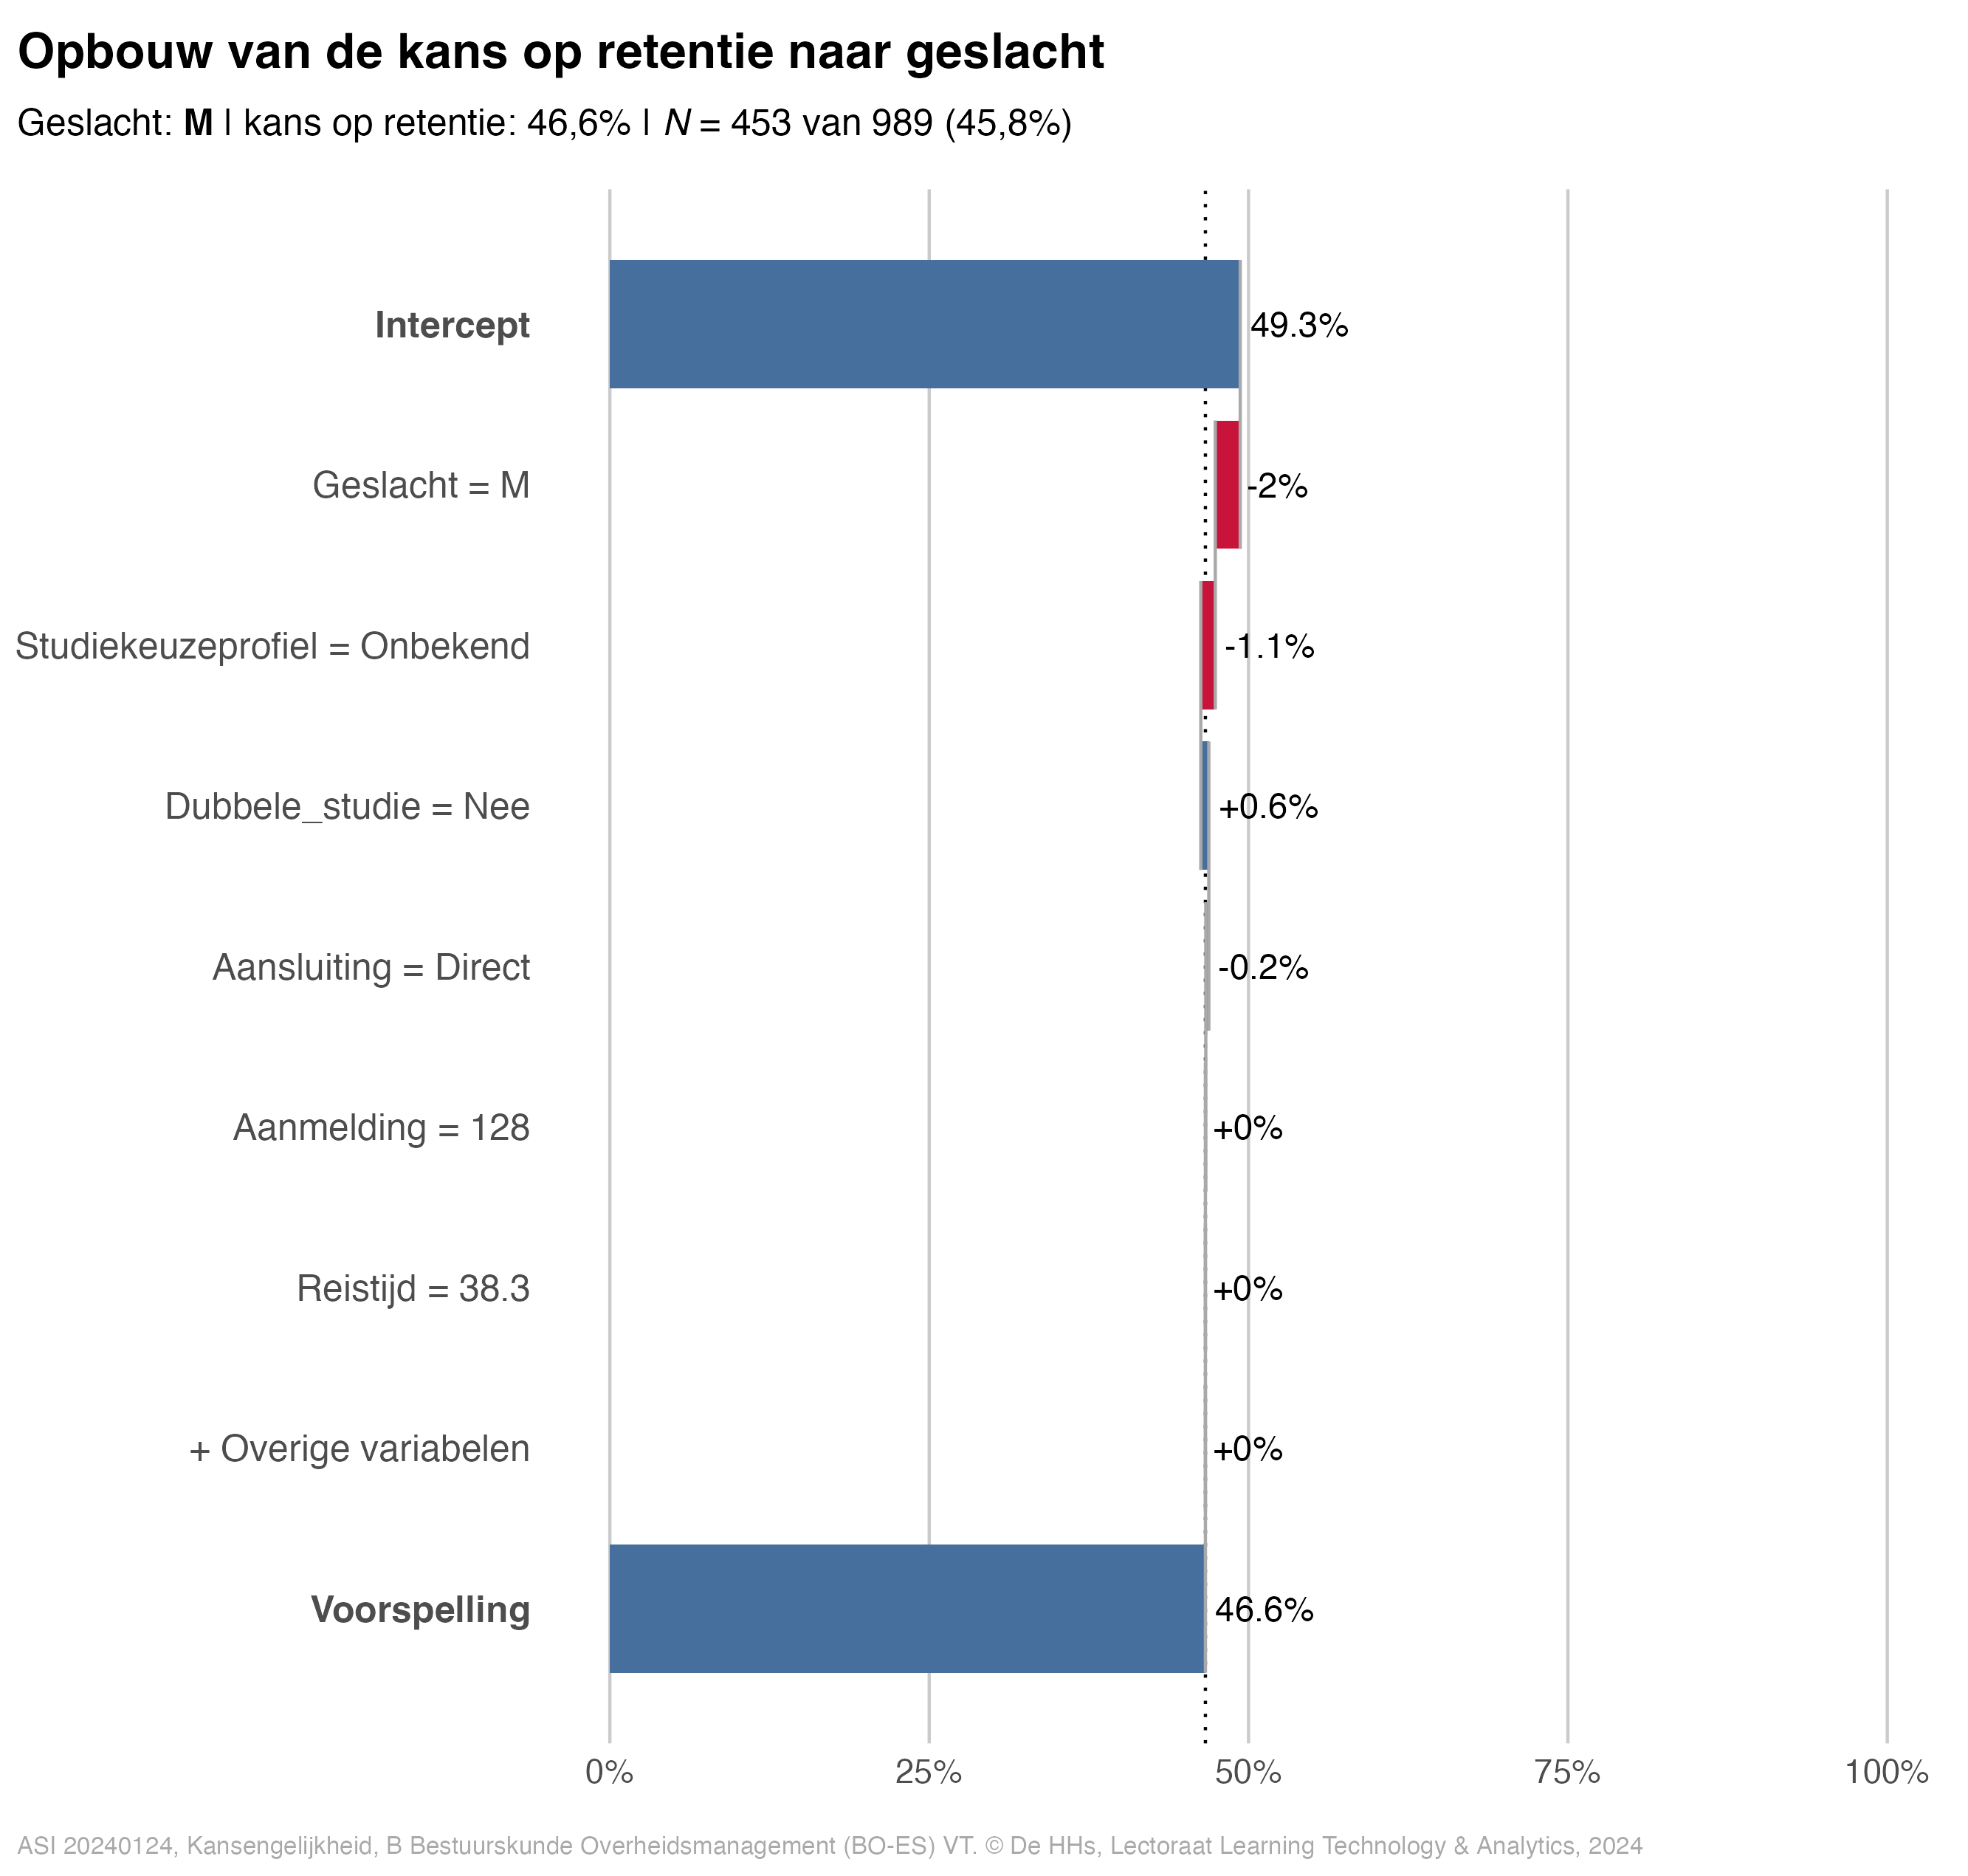 Opbouw van de kans op retentie naar geslacht
Geslacht: M | kans op retentie: 46,6% | N = 453 van 989 (45,8%)
Intercept 49.3%
Geslacht = M -2%
Studiekeuzeprofiel = Onbekend -1.1%
Dubbele_studie = Nee +0.6%
Aansluiting = Direct -0.2%
Aanmelding = 128 +0%
Reistijd = 38.3 +0%
+ Overige variabelen +0%
Voorspelling 46.6%
0% 25% 50% 75% 100%
ASI 20240124, Kansengelijkheid, B Bestuurskunde Overheidsmanagement (BO-ES) VT. © De HHs, Lectoraat Learning Technology & Analytics, 2024